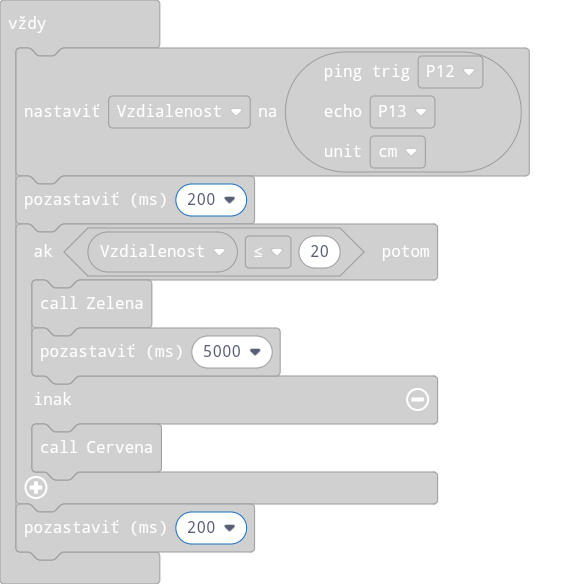 vždy
ping trig P12
nastaviť Vzdialenost na echo P13
unit cm
pozastaviť (ms) 200
ak Vzdialenost ≤ 20 potom
call Zelena
pozastaviť (ms) 5000
inak
call Cervena
pozastaviť (ms) 200